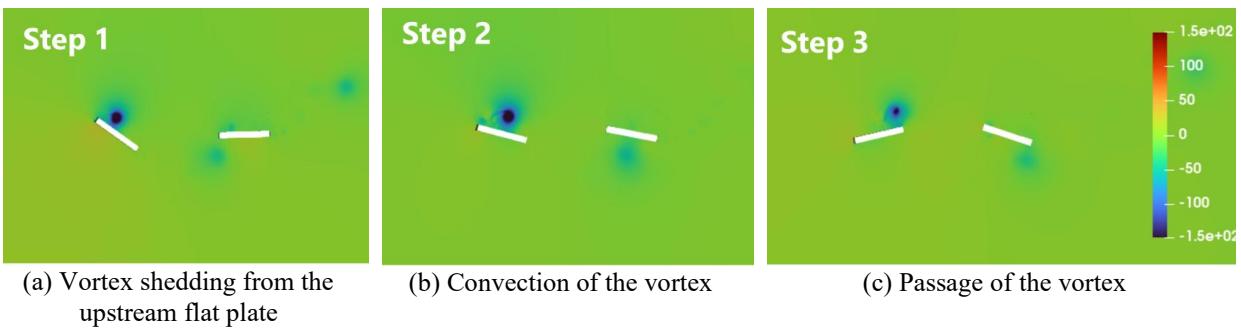 Step 1
Step 2
Step 3
1.5e+02
100
50
0
-50
-100
-1.5e+02
(a) Vortex shedding from the
upstream flat plate
(b) Convection of the vortex
(c) Passage of the vortex